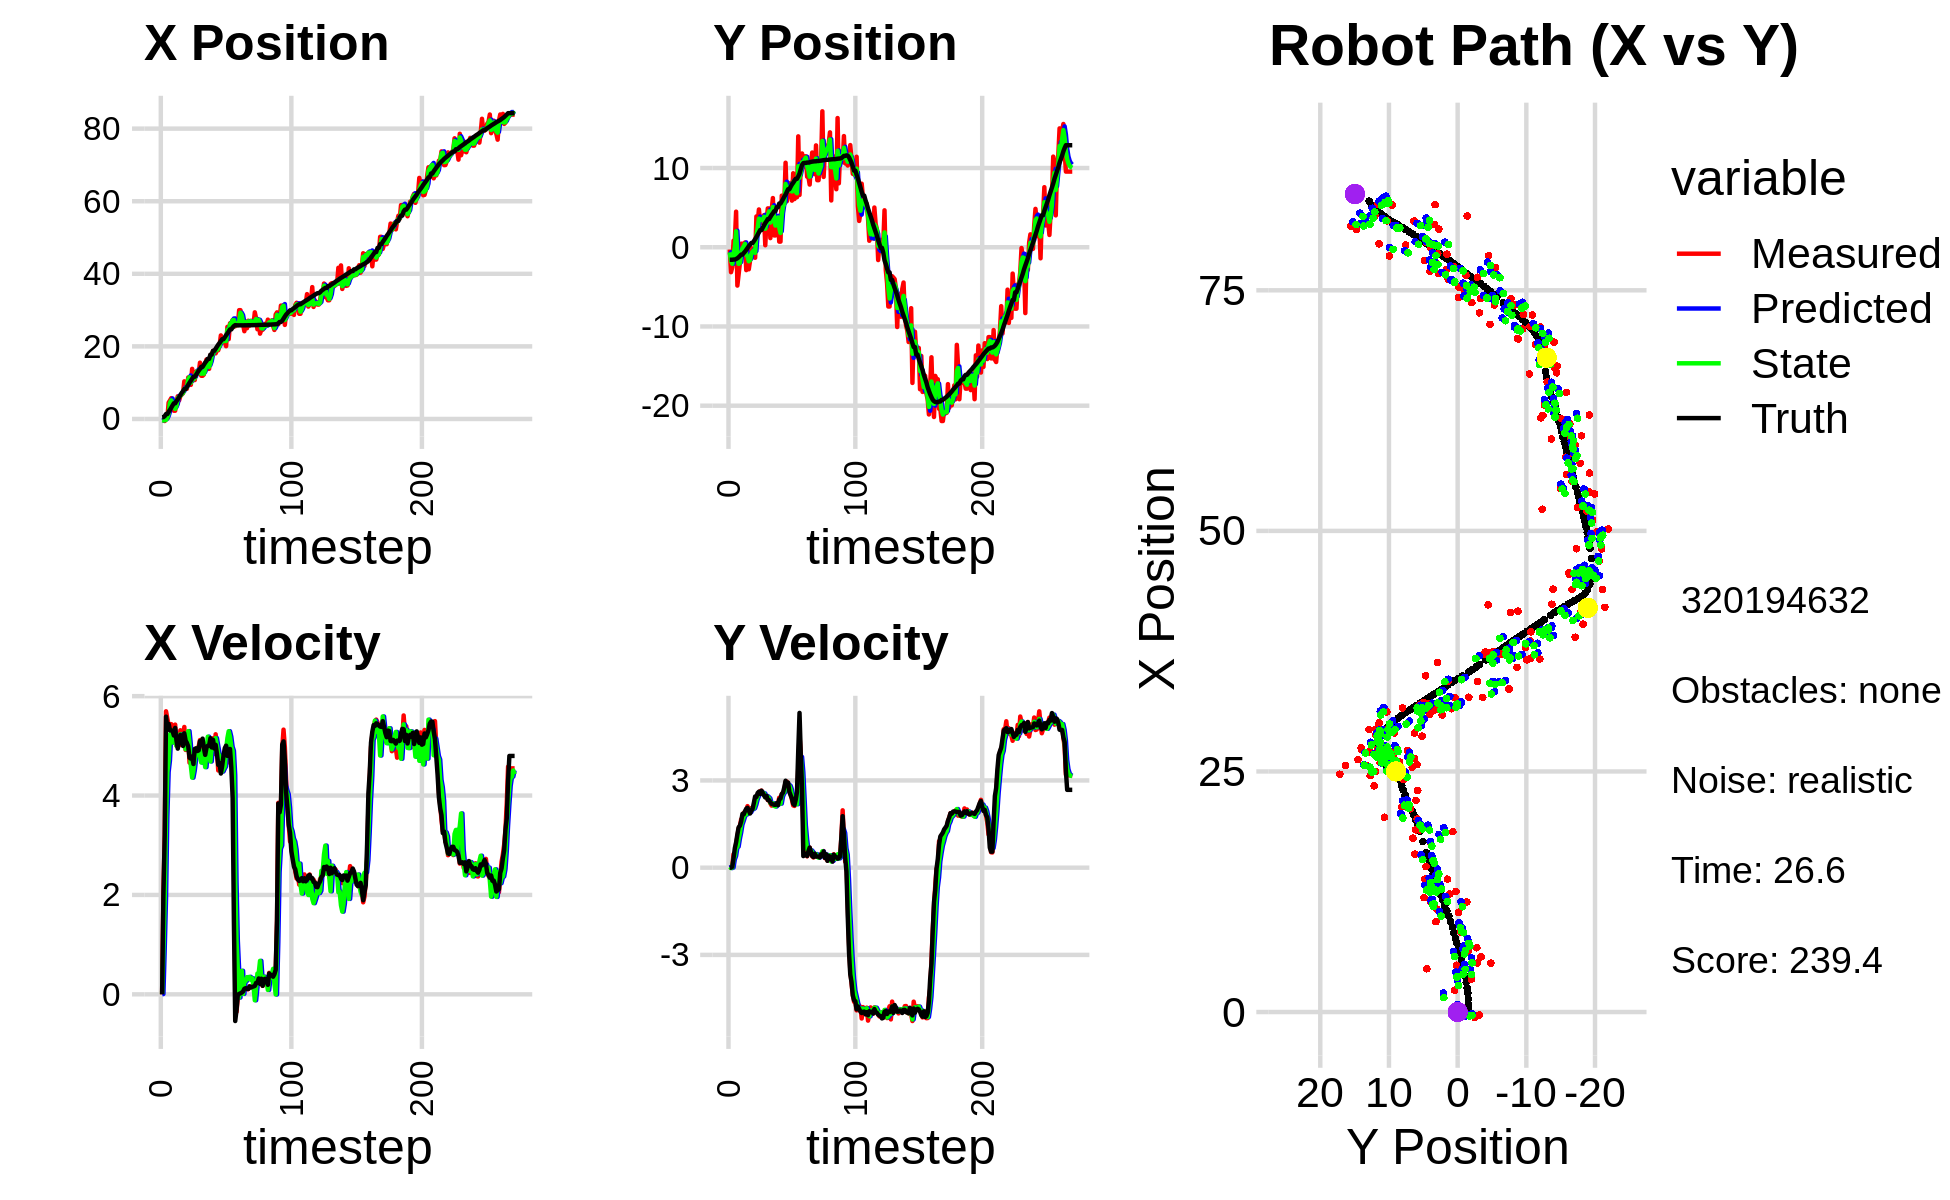 X Position
80
60
40
20
0
0
100
200
timestep
Y Position
10
0
-10
-20
0
100
200
timestep
X Velocity
6
4
2
0
0
100
200
timestep
Y Velocity
3
0
-3
0
100
200
timestep
Robot Path (X vs Y)
X Position
75
50
25
0
20 10 0 -10 -20
Y Position
variable
Measured
Predicted
State
Truth
320194632
Obstacles: none
Noise: realistic
Time: 26.6
Score: 239.4